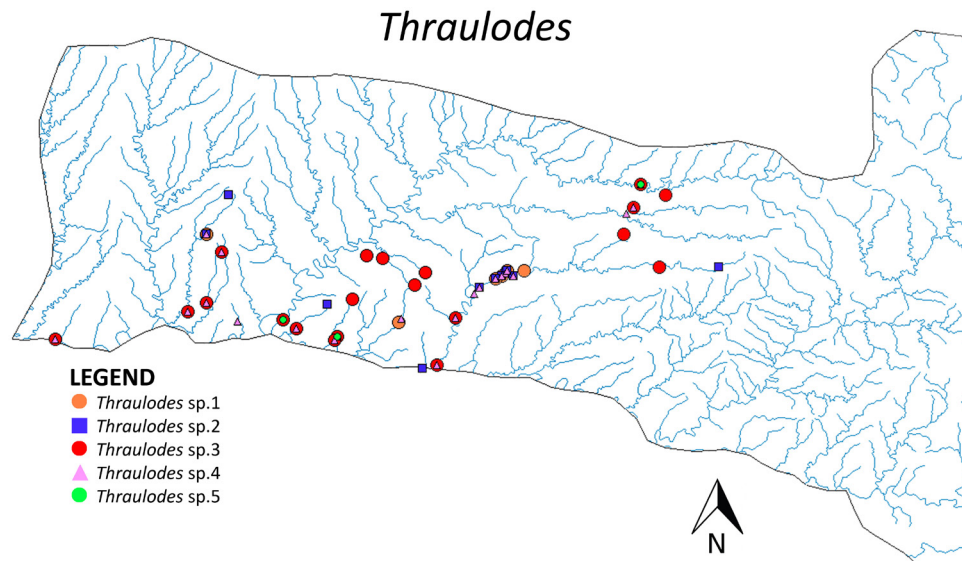 Thraulodes
LEGEND
Thraulodes sp.1
Thraulodes sp.2
Thraulodes sp.3
Thraulodes sp.4
Thraulodes sp.5
N